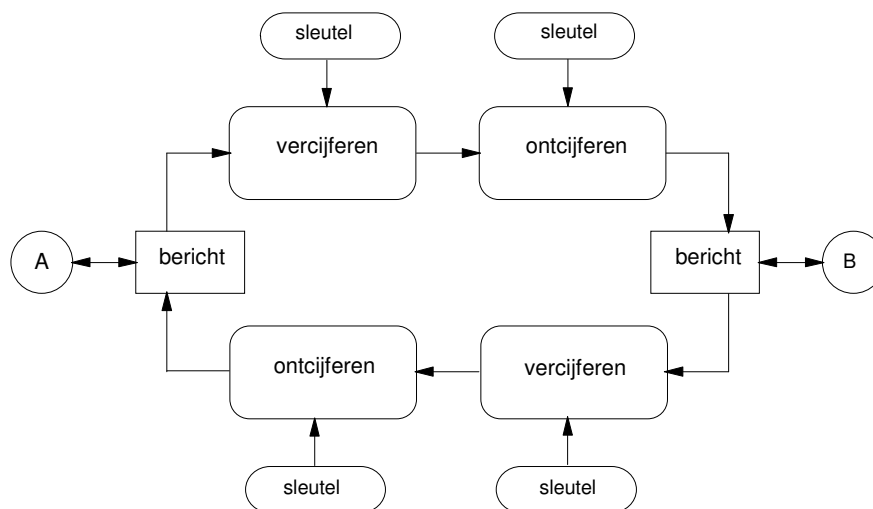 sleutel
sleutel
vercijferen
ontcijferen
A
bericht
bericht
B
ontcijferen
vercijferen
sleutel
sleutel